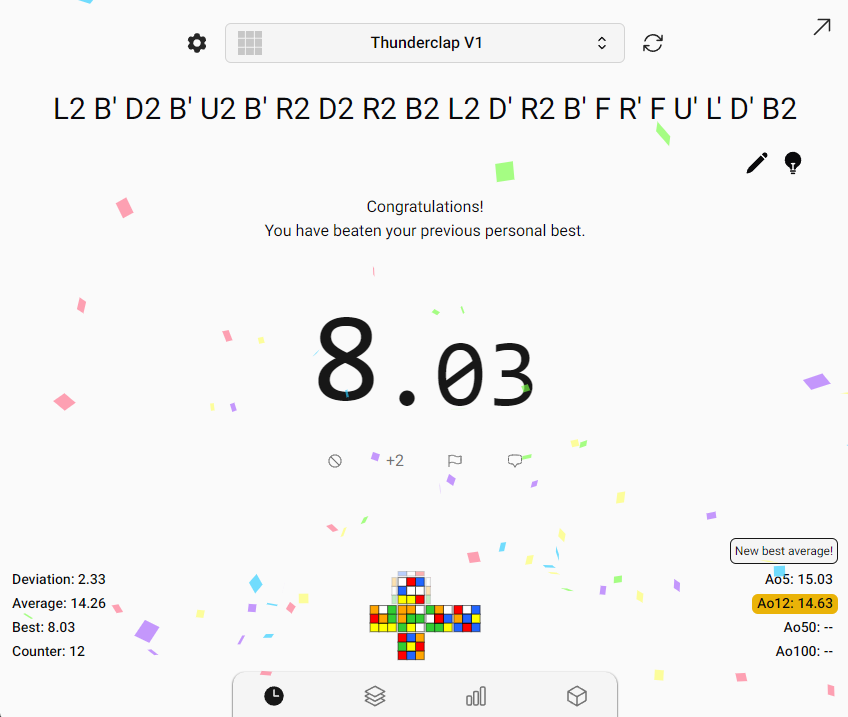 Thunderclap V1
L2 B' D2 B' U2 B' R2 D2 R2 B2 L2 D' R2 B' F R' F U' L' D' B2
Congratulations!
You have beaten your previous personal best.
8.03
+2
New best average!
Deviation: 2.33
Average: 14.26
Best: 8.03
Counter: 12
Ao5: 15.03
Ao12: 14.63
Ao50: --
Ao100: --